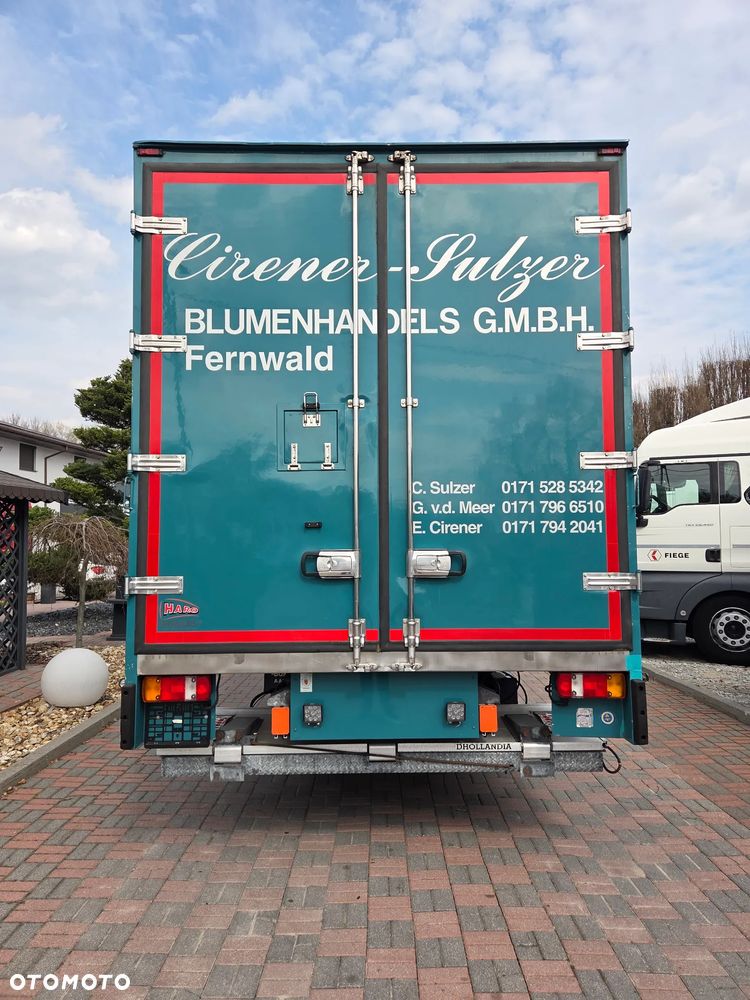 Cirener-Sulzer
BLUMENHANDELS G.M.B.H.
Fernwald
C. Sulzer 0171 528 5342
G. v.d. Meer 0171 796 6510
E. Cirener 0171 794 2041
FIEGE
HARO
DHOLLANDIA
OTOMOTO